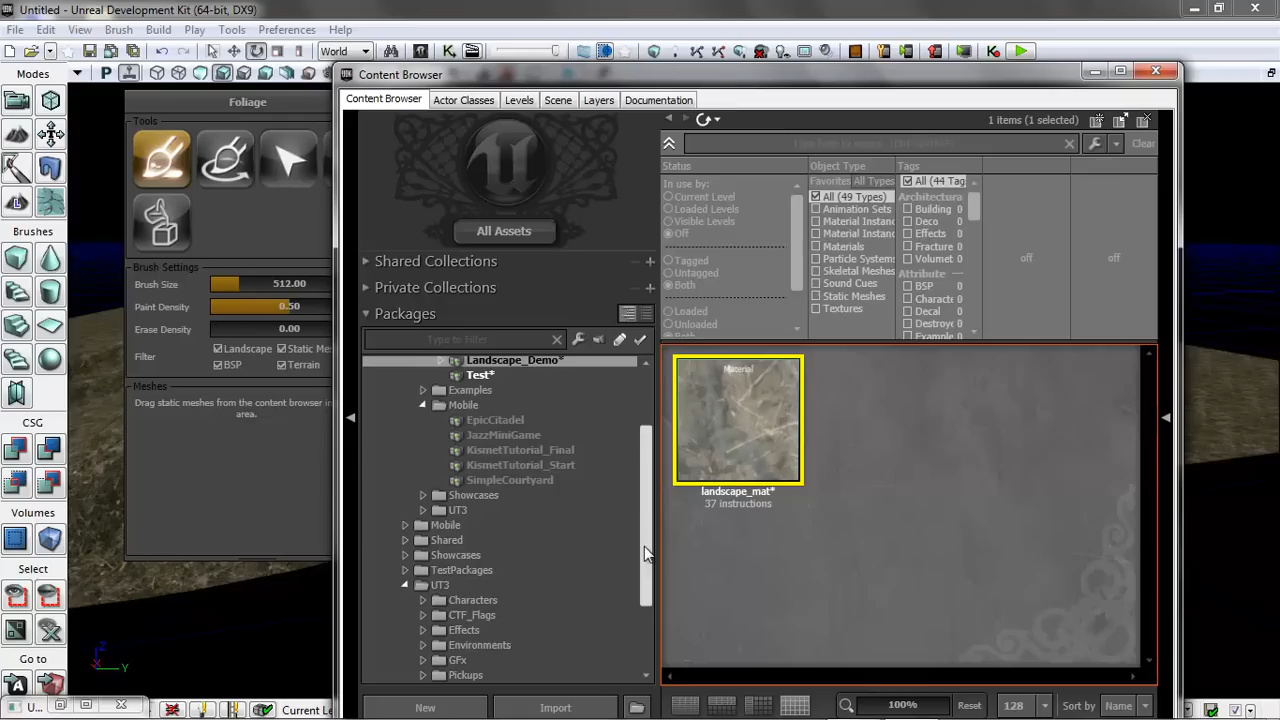 Untitled - Unreal Development Kit (64-bit, DX9)
File Edit View Brush Build Play Tools Preferences Help
World
Modes
Brushes
CSG
Volumes
Select
Go to
U...
Current Le
Foliage
Tools
Brush Settings
Brush Size 512.00
Paint Density 0.50
Erase Density 0.00
Filter Landscape Static Mes
BSP Terrain
Meshes
Drag static meshes from the content browser in
area.
Content Browser
Content Browser Actor Classes Levels Scene Layers Documentation
All Assets
Shared Collections
Private Collections
Packages
Type to Filter
Landscape_Demo*
Test*
Examples
Mobile
EpicCitadel
JazzMiniGame
KismetTutorial_Final
KismetTutorial_Start
SimpleCourtyard
Showcases
UT3
Mobile
Shared
Showcases
TestPackages
UT3
Characters
CTF_Flags
Effects
Environments
GFx
Pickups
New Import
1 items (1 selected)
Clear
Status Object Type Tags
In use by:
Current Level
Loaded Levels
Visible Levels
Off
Tagged
Untagged
Both
Loaded
Unloaded
Both
Favorites All Types
All (49 Types)
Animation Sets
Material Instanc
Material Instanc
Materials
Particle Systems
Skeletal Meshes
Sound Cues
Static Meshes
Textures
All (44 Tag
Architectura
Building 0
Deco 0
Effects 0
Fracture 0
Volumet 0
Attribute
BSP 0
Characte 0
Decal 0
Destroye 0
Example 0
off off
Material
landscape_mat*
37 instructions
100% Reset 128 Sort by Name
Z
X
Y